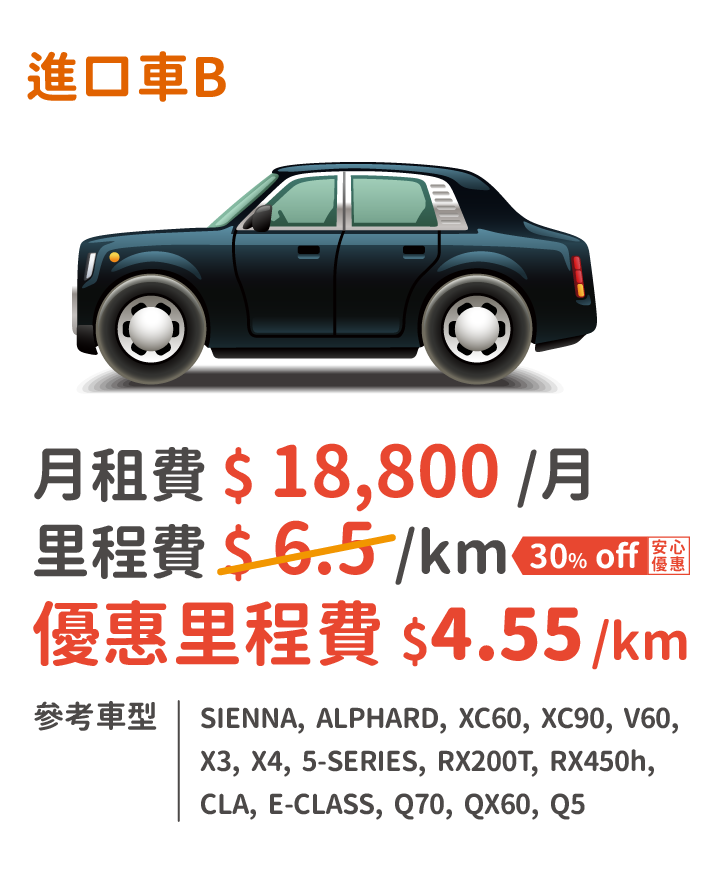 進口車B
月租費 $ 18,800 /月
里程費 $ 6.5 /km 30% off 安心優惠
優惠里程費 $4.55 /km
參考車型 SIENNA, ALPHARD, XC60, XC90, V60,
X3, X4, 5-SERIES, RX200T, RX450h,
CLA, E-CLASS, Q70, QX60, Q5